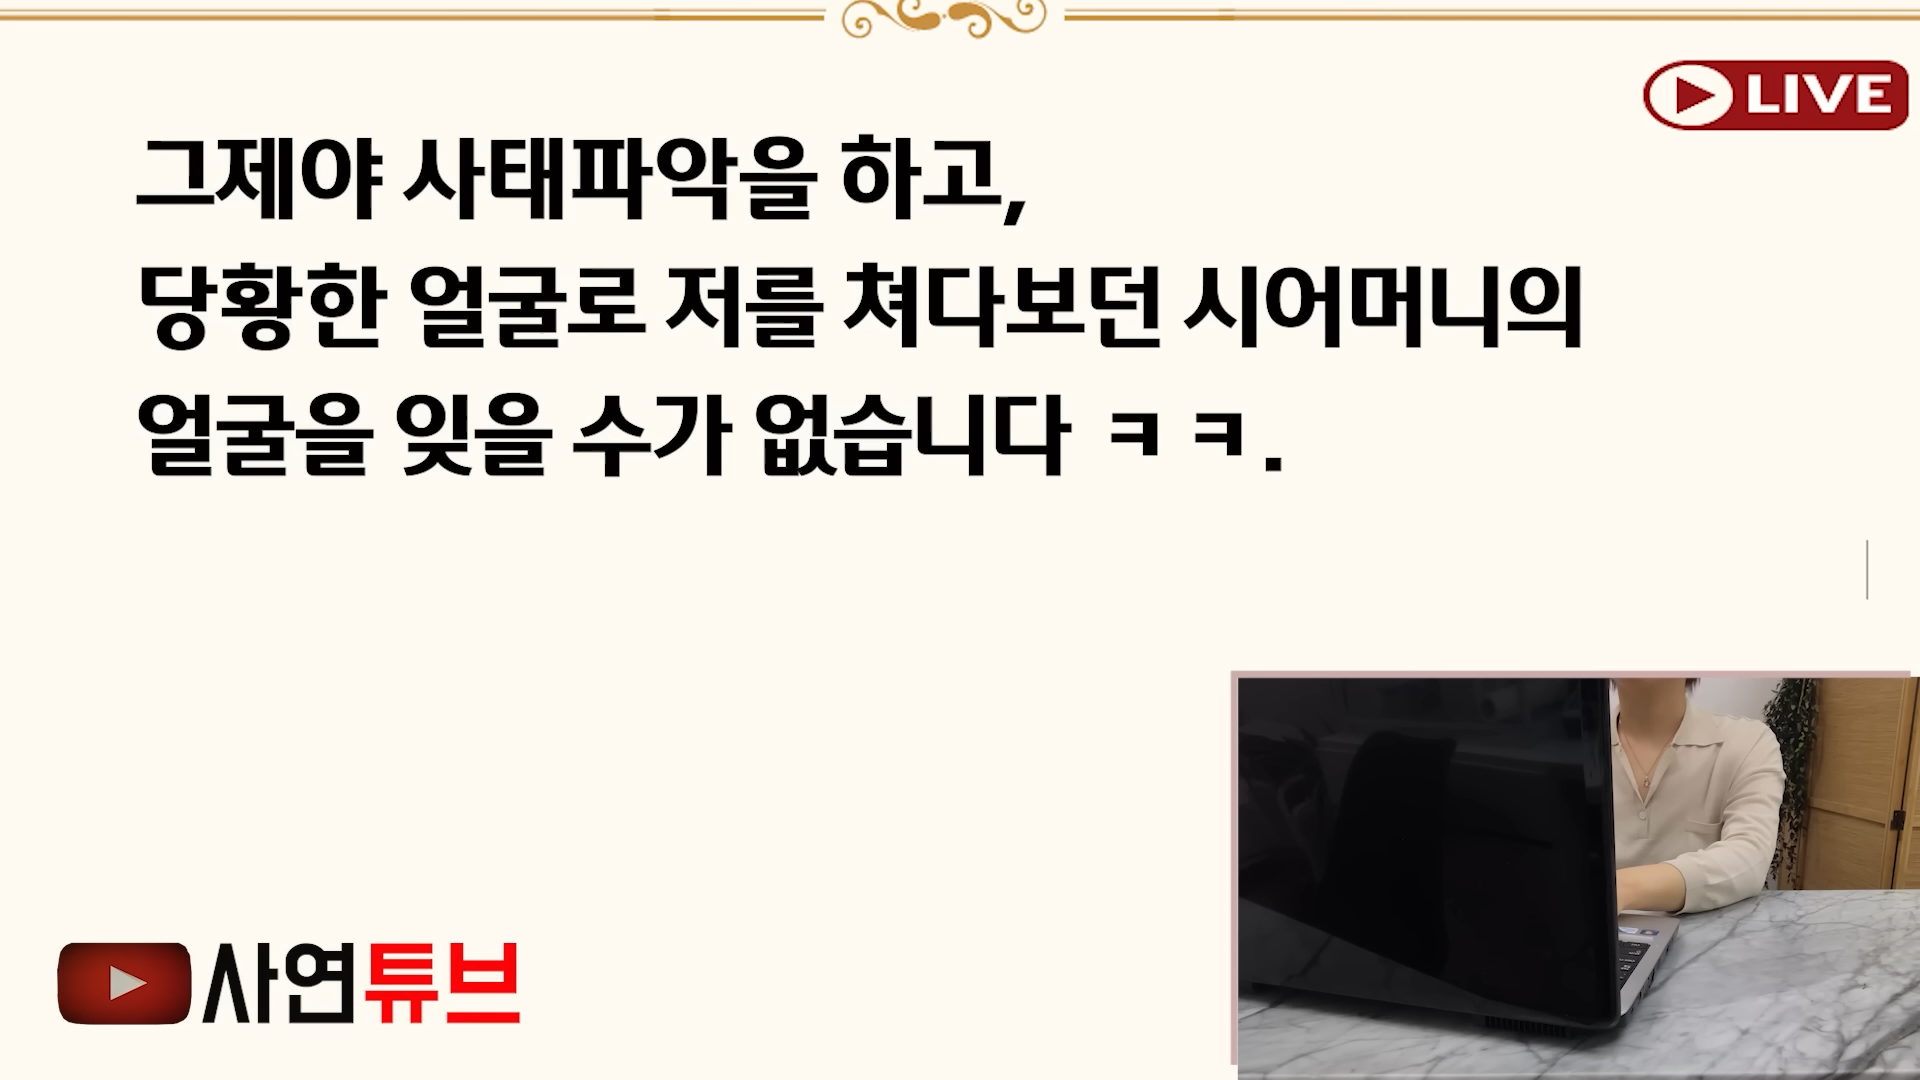 LIVE
그제야 사태파악을 하고,
당황한 얼굴로 저를 쳐다보던 시어머니의
얼굴을 잊을 수가 없습니다 ㅋㅋ.
사연튜브